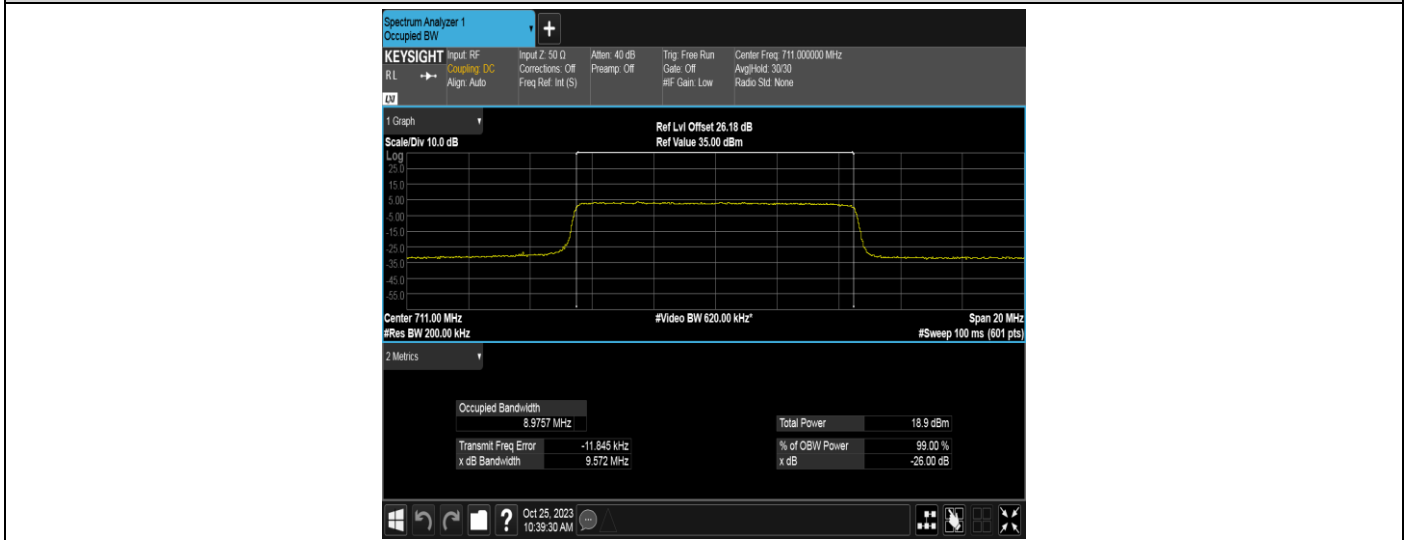 Spectrum Analyzer 1
Occupied BW
+
KEYSIGHT Input: RF Input Z: 50 Ω Atten: 40 dB Trig: Free Run Center Freq: 711.000000 MHz
Coupling: DC Corrections: Off Preamp: Off Gate: Off Avg|Hold: 30/30
RL Align: Auto Freq Ref: Int (S) #IF Gain: Low Radio Std: None
LXI
1 Graph
Ref Lvl Offset 26.18 dB
Scale/Div 10.0 dB Ref Value 35.00 dBm
Log
25.0
15.0
5.00
-5.00
-15.0
-25.0
-35.0
-45.0
-55.0
Center 711.00 MHz #Video BW 620.00 kHz* Span 20 MHz
#Res BW 200.00 kHz #Sweep 100 ms (601 pts)
2 Metrics
Occupied Bandwidth
8.9757 MHz Total Power 18.9 dBm
Transmit Freq Error -11.845 kHz % of OBW Power 99.00 %
x dB Bandwidth 9.572 MHz x dB -26.00 dB
? Oct 25, 2023
10:39:30 AM